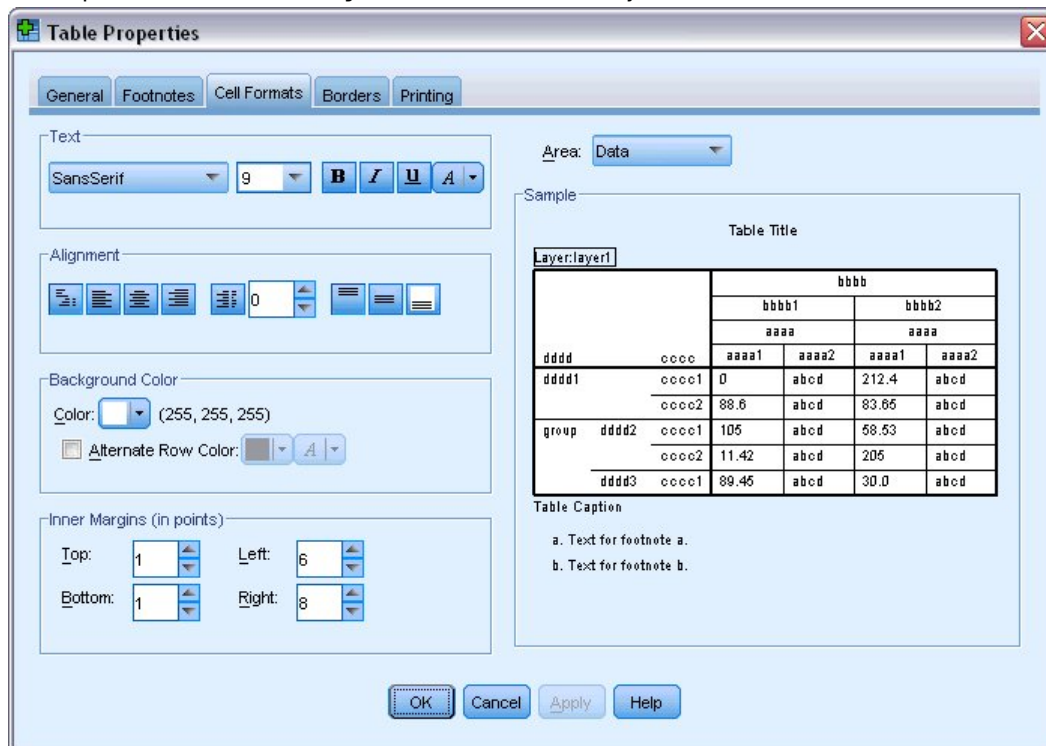 Table Properties
General Footnotes Cell Formats Borders Printing
Text
SansSerif 9 B I U A
Alignment
0
Background Color
Color: (255, 255, 255)
Alternate Row Color: A
Inner Margins (in points)
Top: 1 Left: 6
Bottom: 1 Right: 8
Area: Data
Sample
Table Title
Layer:layer1
bbbb
bbbb1 bbbb2
aaaa aaaa
dddd cccc aaaa1 aaaa2 aaaa1 aaaa2
dddd1 cccc1 0 abcd 212.4 abcd
cccc2 88.6 abcd 83.65 abcd
group dddd2 cccc1 105 abcd 58.53 abcd
cccc2 11.42 abcd 205 abcd
dddd3 cccc1 89.45 abcd 30.0 abcd
Table Caption
a. Text for footnote a.
b. Text for footnote b.
OK Cancel Apply Help